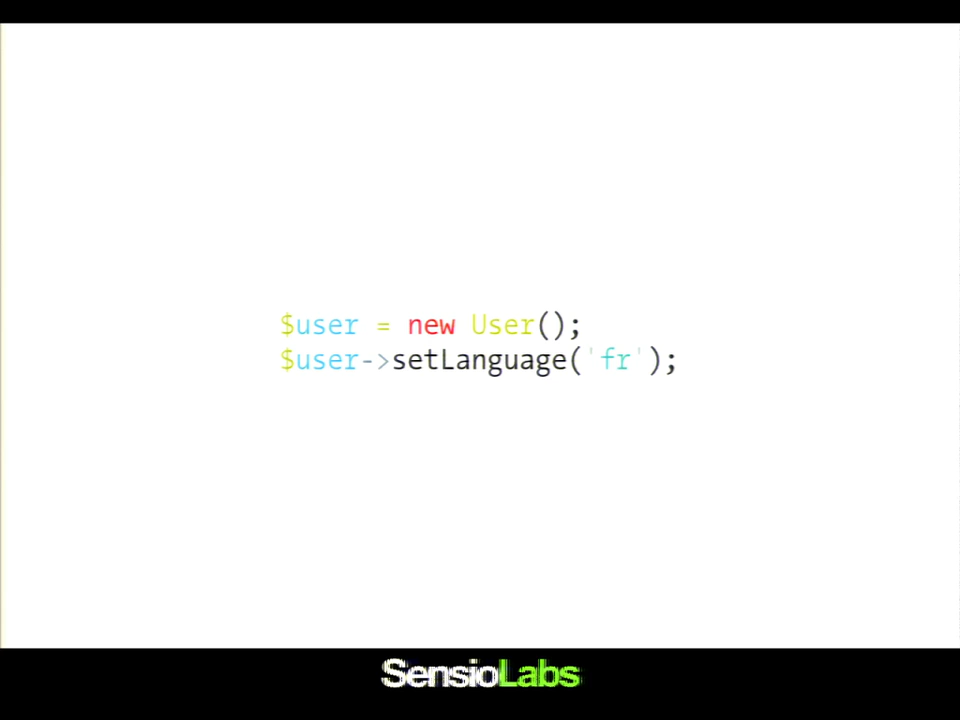 $user = new User();
$user->setLanguage('fr');
SensioLabs